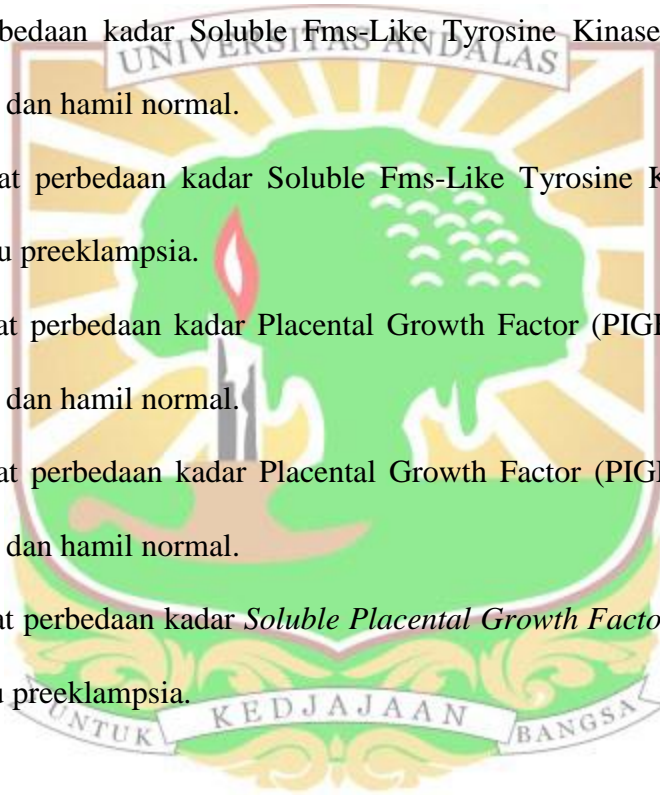 bedaan kadar Soluble Fms-Like Tyrosine Kinase
UNIVERSITAS ANDALAS
dan hamil normal.
at perbedaan kadar Soluble Fms-Like Tyrosine K
u preeklampsia.
at perbedaan kadar Placental Growth Factor (PIGF
dan hamil normal.
at perbedaan kadar Placental Growth Factor (PIGF
dan hamil normal.
at perbedaan kadar Soluble Placental Growth Facto
u preeklampsia.
UNTUK KEDJAJAAN BANGSA